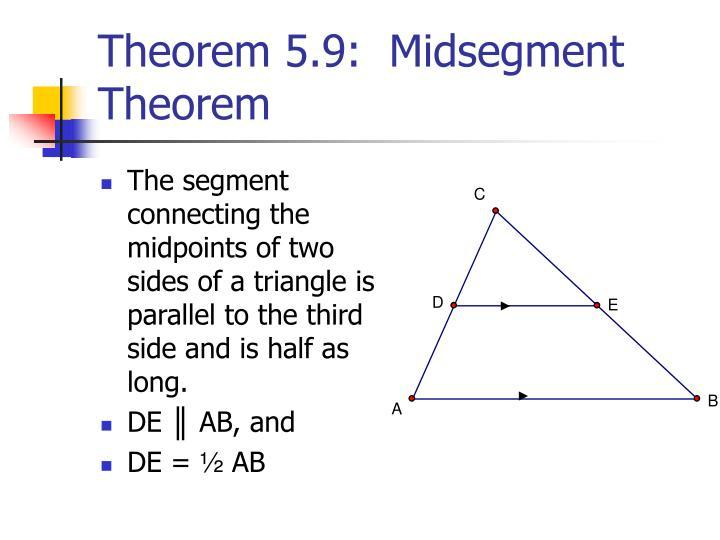 Theorem 5.9:  Midsegment
Theorem
The segment
connecting the
midpoints of two
sides of a triangle is
parallel to the third
side and is half as
long.
DE ║ AB, and
DE = ½ AB
C
D
E
A
B